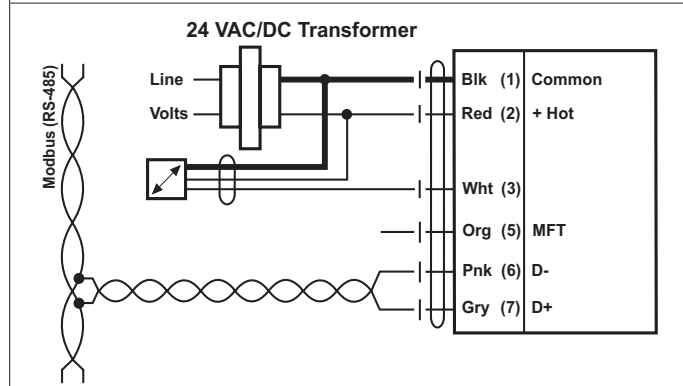 24 VAC/DC Transformer
Modbus (RS-485)
Line
Volts
Blk (1) Common
Red (2) + Hot
Wht (3)
Org (5) MFT
Pnk (6) D-
Gry (7) D+